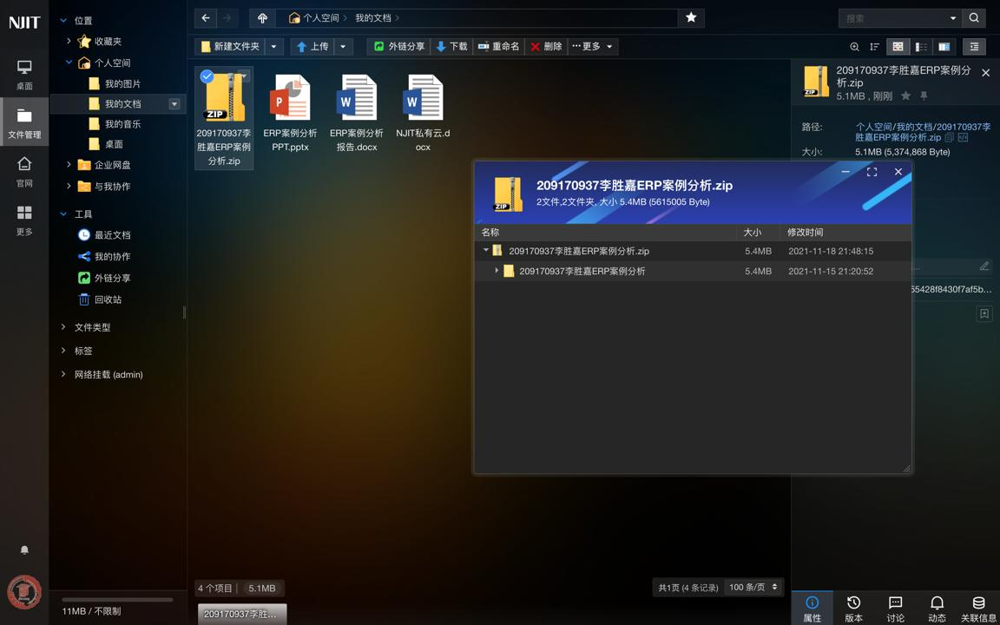 NJIT
桌面
文件管理
官网
更多
位置
收藏夹
个人空间
我的图片
我的文档
我的音乐
桌面
企业网盘
与我协作
工具
最近文档
我的协作
外链分享
回收站
文件类型
标签
网络挂载 (admin)
11MB / 不限制
个人空间
我的文档
搜索
新建文件夹
上传
外链分享
下载
重命名
删除
更多
ZIP
209170937李
胜嘉ERP案例
分析.zip
P
ERP案例分析
PPT.pptx
W
ERP案例分析
报告.docx
W
NJIT私有云.d
ocx
ZIP
209170937李胜嘉ERP案例分析.zip
2文件,2文件夹, 大小 5.4MB (5615005 Byte)
名称 大小 修改时间
209170937李胜嘉ERP案例分析.zip 5.4MB 2021-11-18 21:48:15
209170937李胜嘉ERP案例分析 5.4MB 2021-11-15 21:20:52
ZIP
209170937李胜嘉ERP案例分
析.zip
5.1MB , 刚刚
路径:
个人空间/我的文档/209170937李
胜嘉ERP案例分析.zip
大小: 5.1MB (5,374,868 Byte)
55428f8430f7af5b...
4 个项目 5.1MB
共1页 (4 条记录) 100 条/页
209170937李胜...
属性
版本
讨论
动态
关联信息